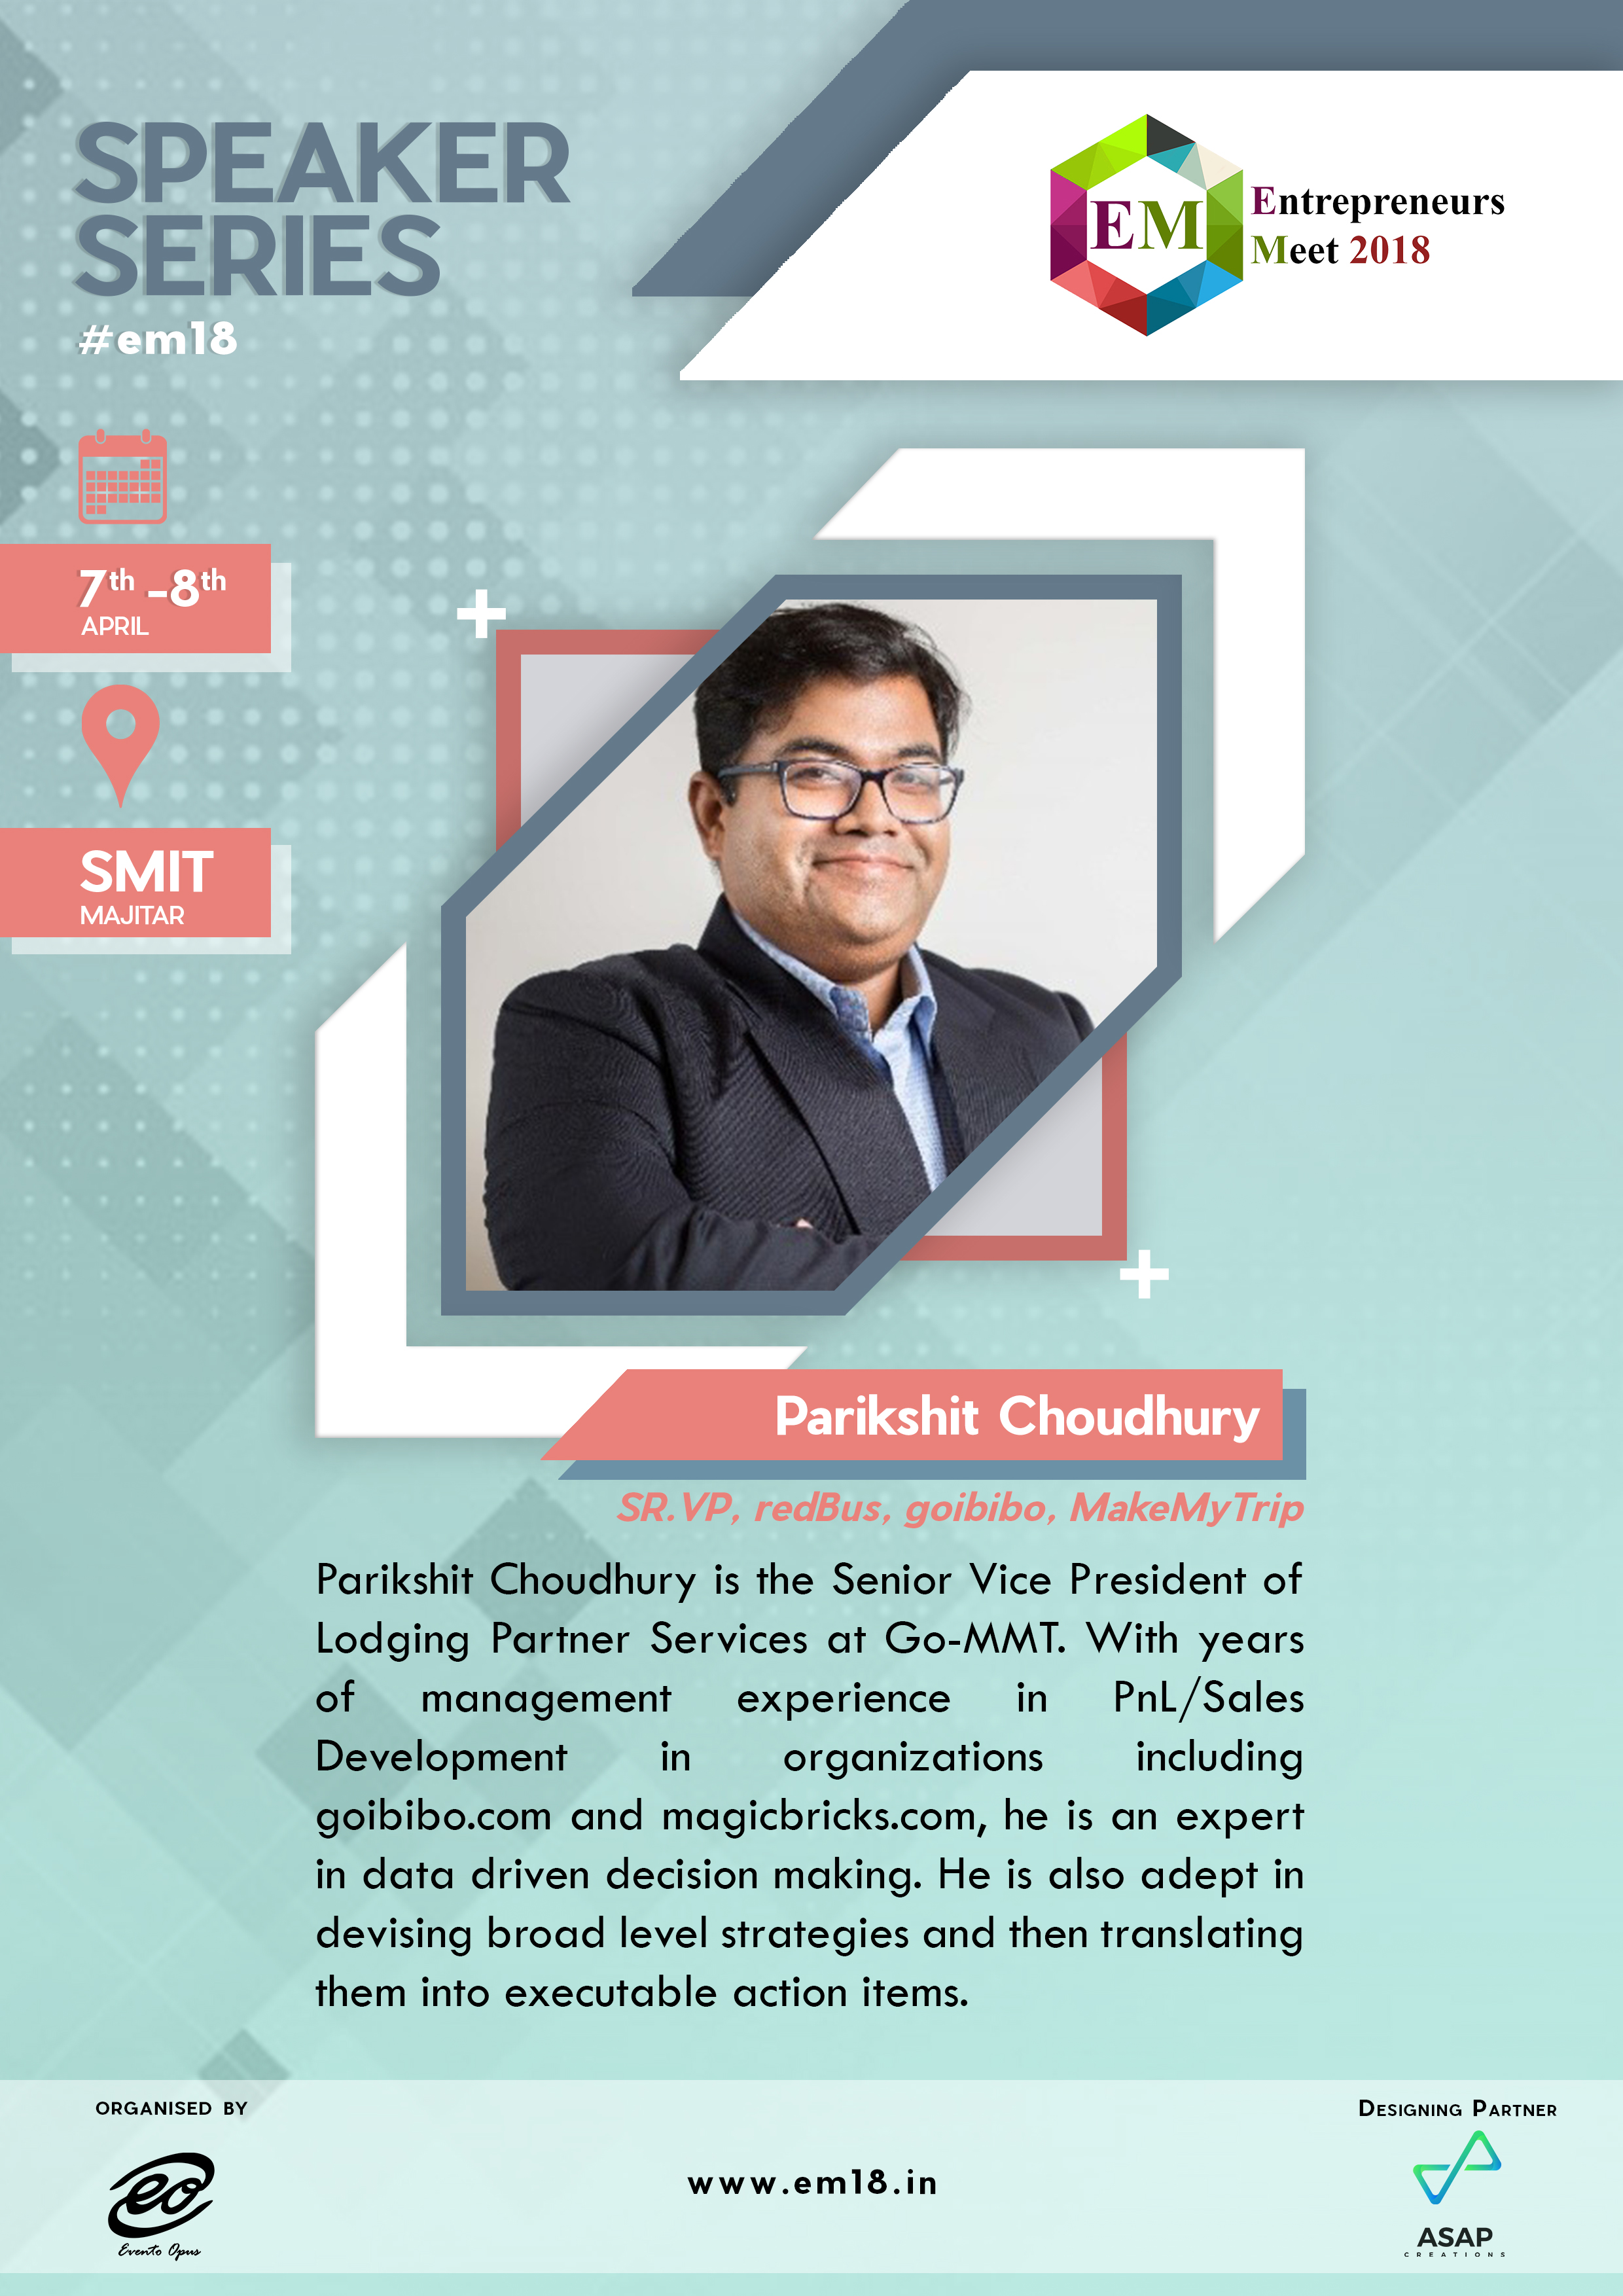 SPEAKER
SERIES
#em18
EM
Entrepreneurs
Meet 2018
7th -8th
APRIL
SMIT
MAJITAR
Parikshit Choudhury
SR.VP, redBus, goibibo, MakeMyTrip
Parikshit Choudhury is the Senior Vice President of
Lodging Partner Services at Go-MMT. With years
of management experience in PnL/Sales
Development in organizations including
goibibo.com and magicbricks.com, he is an expert
in data driven decision making. He is also adept in
devising broad level strategies and then translating
them into executable action items.
ORGANISED BY
eo
Evento Opus
www.em18.in
DESIGNING PARTNER
ASAP
CREATIONS